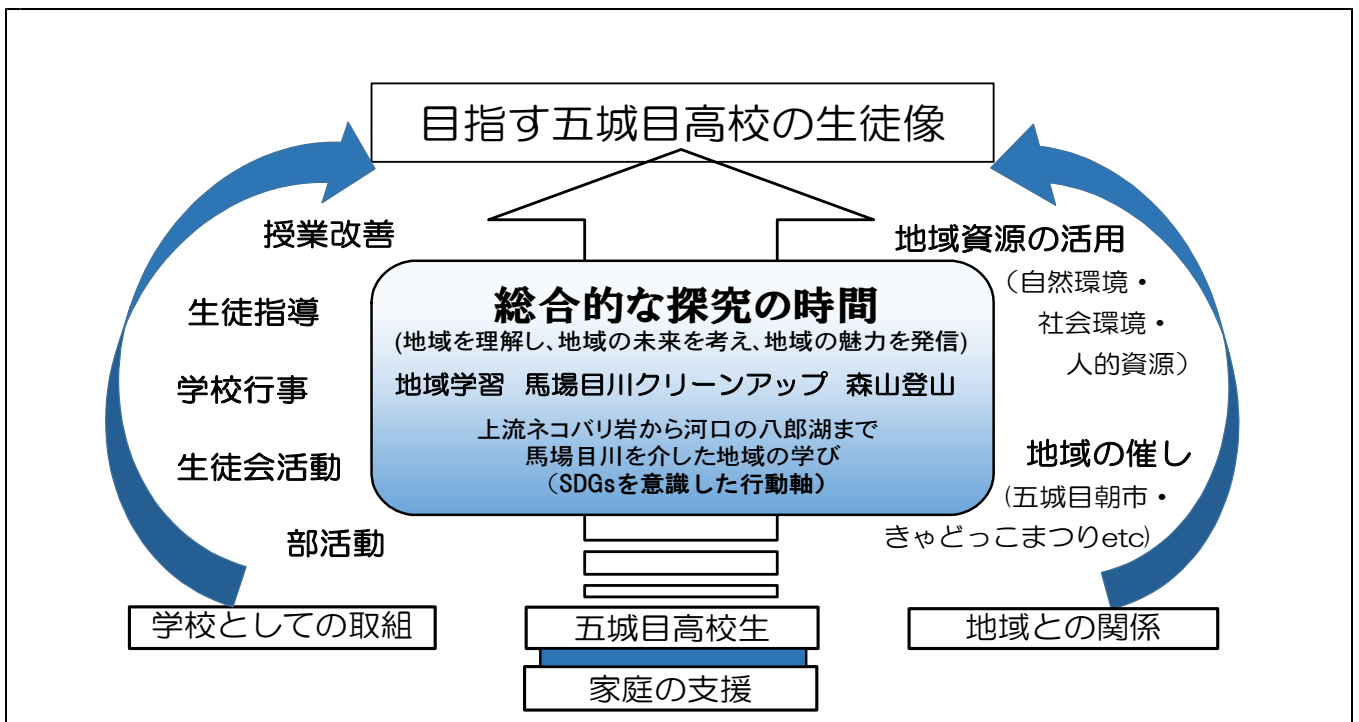 目指す五城目高校の生徒像
授業改善
生徒指導
学校行事
生徒会活動
部活動
学校としての取組
総合的な探究の時間
(地域を理解し、地域の未来を考え、地域の魅力を発信)
地域学習 馬場目川クリーンアップ 森山登山
上流ネコバリ岩から河口の八郎湖まで
馬場目川を介した地域の学び
（SDGsを意識した行動軸）
五城目高校生
家庭の支援
地域資源の活用
（自然環境・
社会環境・
人的資源）
地域の催し
(五城目朝市・
きゃどっこまつりetc)
地域との関係